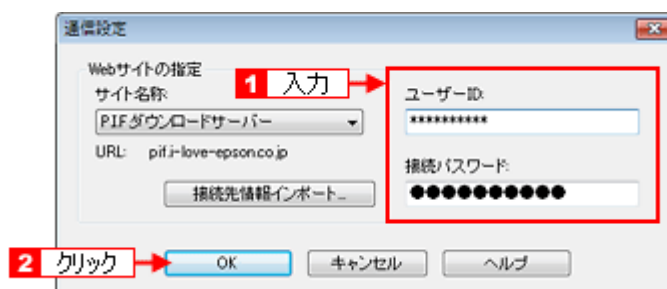 通信設定
Webサイトの指定
サイト名称:
PIFダウンロードサーバー
URL: pif.i-love-epson.co.jp
接続先情報インポート...
1 入力
ユーザーID:
**********
接続パスワード:
●●●●●●●●●●
2 クリック
OK
キャンセル
ヘルプ